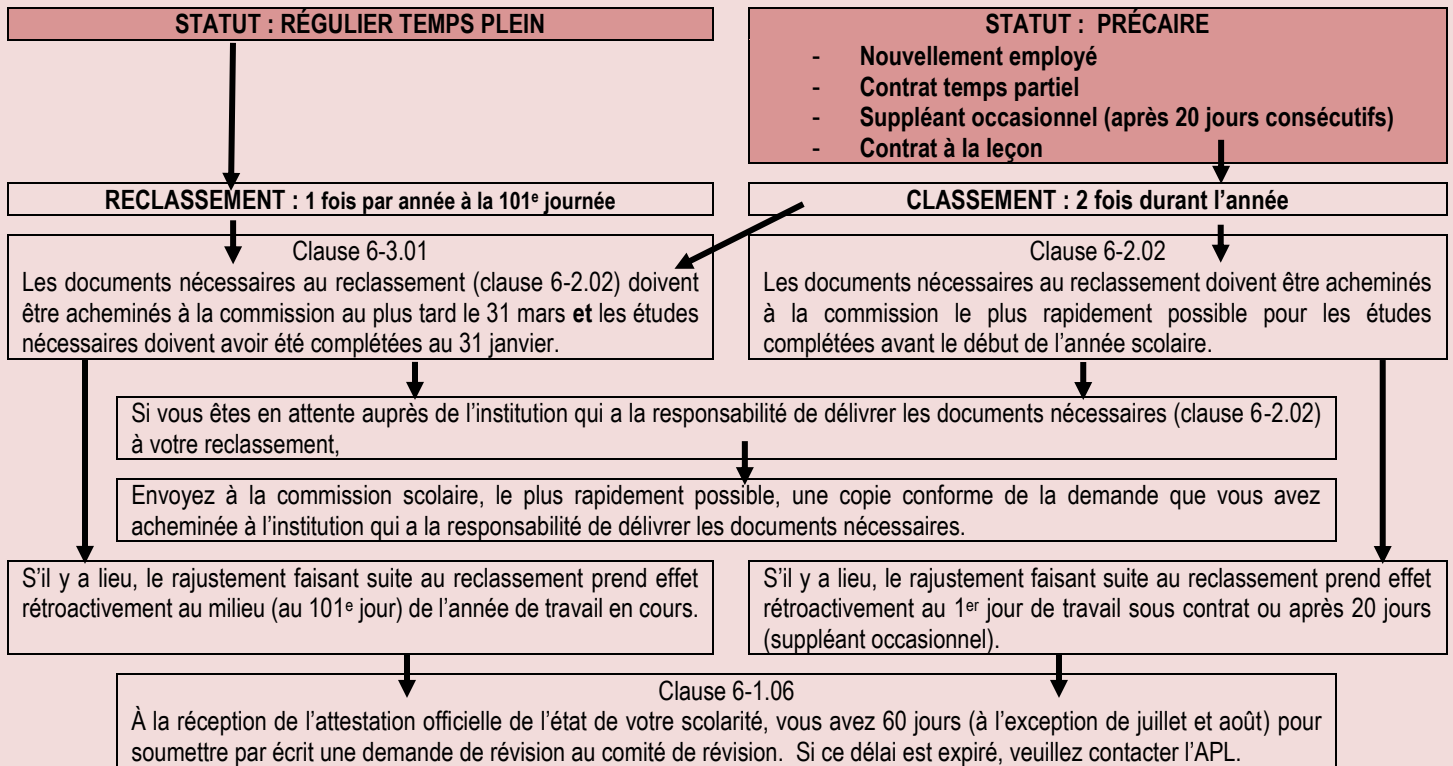 STATUT : RÉGULIER TEMPS PLEIN
STATUT : PRÉCAIRE
- Nouvellement employé
- Contrat temps partiel
- Suppléant occasionnel (après 20 jours consécutifs)
- Contrat à la leçon
RECLASSEMENT : 1 fois par année à la 101e journée
CLASSEMENT : 2 fois durant l’année
Clause 6-3.01
Les documents nécessaires au reclassement (clause 6-2.02) doivent
être acheminés à la commission au plus tard le 31 mars et les études
nécessaires doivent avoir été complétées au 31 janvier.
Clause 6-2.02
Les documents nécessaires au reclassement doivent être acheminés
à la commission le plus rapidement possible pour les études
complétées avant le début de l’année scolaire.
Si vous êtes en attente auprès de l’institution qui a la responsabilité de délivrer les documents nécessaires (clause 6-2.02)
à votre reclassement,
Envoyez à la commission scolaire, le plus rapidement possible, une copie conforme de la demande que vous avez
acheminée à l’institution qui a la responsabilité de délivrer les documents nécessaires.
S’il y a lieu, le rajustement faisant suite au reclassement prend effet
rétroactivement au milieu (au 101e jour) de l’année de travail en cours.
S’il y a lieu, le rajustement faisant suite au reclassement prend effet
rétroactivement au 1er jour de travail sous contrat ou après 20 jours
(suppléant occasionnel).
Clause 6-1.06
À la réception de l’attestation officielle de l’état de votre scolarité, vous avez 60 jours (à l’exception de juillet et août) pour
soumettre par écrit une demande de révision au comité de révision. Si ce délai est expiré, veuillez contacter l’APL.